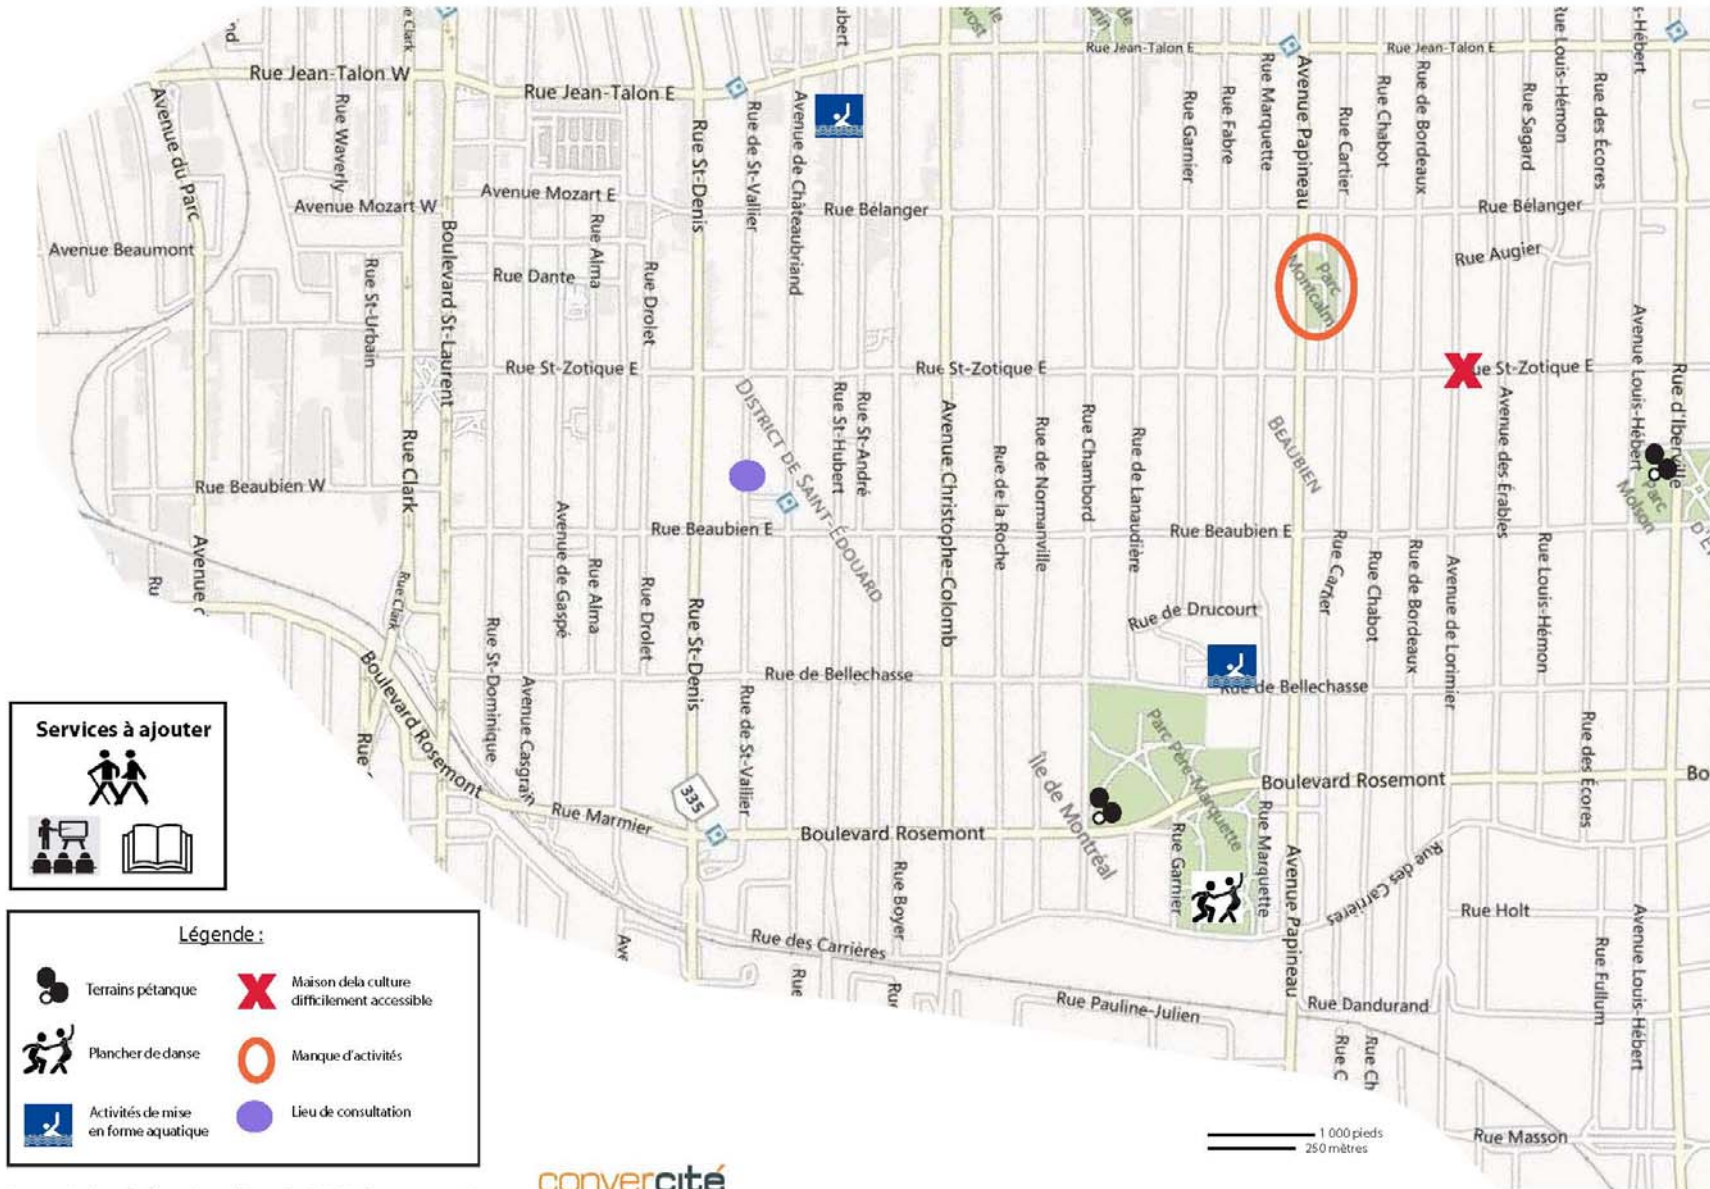 Rue Jean-Talon W
Rue Jean-Talon E
Rue Jean-Talon E
Rue Jean-Talon E
Avenue du Parc
Rue Waverly
Rue St-Denis
Rue de St-Vallier
Avenue de Châteaubriand
Rue Garnier
Rue Fabre
Rue Marquette
Avenue Papineau
Rue Cartier
Rue Chabot
Rue de Bordeaux
Rue Sagard
Rue Louis-Hémon
Rue des Écores
Avenue Mozart W
Avenue Mozart E
Rue Bélanger
Rue Bélanger
Avenue Beaumont
Rue St-Urbain
Boulevard St-Laurent
Rue Dante
Rue Alma
Rue Drolet
Parc
Montcalm
Rue Augier
Rue St-Zotique E
Rue St-Zotique E
ue St-Zotique E
DISTRICT DE SAINT-ÉDOUARD
Rue St-Hubert
Rue St-André
Avenue Christophe-Colomb
Rue de la Roche
Rue de Normanville
Rue Chambord
Rue de Lanaudière
BEAUBIEN
Avenue des Érables
Avenue Louis-Hébert
Rue d'Iberville
Parc
Molson
Rue Clark
Rue Beaubien W
Rue Beaubien E
Rue Beaubien E
Avenue de Gaspé
Rue Alma
Rue Drolet
Rue St-Denis
Rue Clark
Rue St-Dominique
Avenue Casgrain
Rue de St-Vallier
Rue de Drucourt
Rue Cartier
Rue Chabot
Rue de Bordeaux
Avenue de Lorimier
Rue Louis-Hémon
Rue de Bellechasse
Rue de Bellechasse
Boulevard Rosemont
Rue Marmier
335
Boulevard Rosemont
Île de Montréal
Parc Père-Marquette
Boulevard Rosemont
Bo
Rue des Écores
Rue Garnier
Rue Marquette
Avenue Papineau
Rue des Carrières
Rue Boyer
Rue des Carrières
Rue Holt
Rue Fullum
Avenue Louis-Hébert
Rue Pauline-Julien
Rue Dandurand
Rue C
Rue Ch
Rue Masson
Services à ajouter
Légende :
Terrains pétanque
Maison dela culture
difficilement accessible
Plancher de danse
Manque d'activités
Activités de mise
en forme aquatique
Lieu de consultation
1 000 pieds
250 mètres
convercité